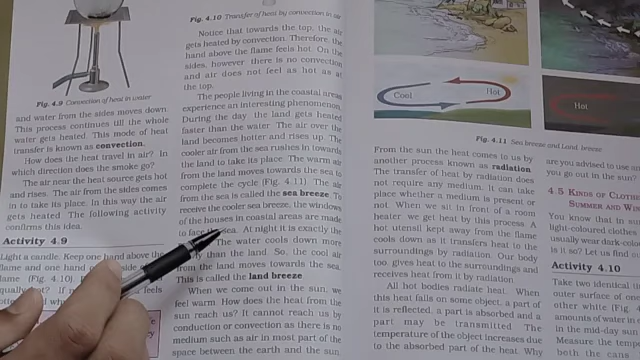 Fig. 4.9 Convection of heat in water
and water from the sides moves down.
This process continues till the whole
water gets heated. This mode of heat
transfer is known as convection.
How does the heat travel in air? In
which direction does the smoke go?
The air near the heat source gets hot
and rises. The air from the sides comes
in to take its place. In this way the air
gets heated. The following activity
confirms this idea.
Activity 4.9
Light a candle. Keep one hand above the
flame and one hand on side
flame (Fig. 4.10).
feels
Fig. 4.10 Transfer of heat by convection in air
Notice that towards the top, the air
gets heated by convection. Therefore, the
hand above the flame feels hot. On the
sides, however, there is no convection
and air does not feel as hot as at
the top.
The people living in the coastal areas
experience an interesting phenomenon.
During the day, the land gets heated
faster than the water. The air over the
land becomes hotter and rises up. The
cooler air from the sea rushes in towards
the land to take its place. The warm air
from the land moves towards the sea to
complete the cycle (Fig. 4.11). The air
from the sea is called the sea breeze. To
receive the cooler sea breeze, the windows
of the houses in coastal areas are made
to face the sea. At night it is exactly the
The water cools down more
than the land. So, the cool air
from the land moves towards the sea.
This is called the land breeze.
When we come out in the sun, we
feel warm. How does the heat from the
sun reach us? It cannot reach us by
conduction or convection as there is no
medium such as air in most part of the
space between the earth and the sun.
Cool
Hot
Hot
Fig. 4.11 Sea breeze and Land breeze
From the sun the heat comes to us by
another process known as radiation.
The transfer of heat by radiation does
not require any medium. It can take
place whether a medium is present or
not. When we sit in front of a room
heater, we get heat by this process. A
hot utensil kept away from the flame
cools down as it transfers heat to the
surroundings by radiation. Our body
too, gives heat to the surroundings and
receives heat from it by radiation.
All hot bodies radiate heat. When
this heat falls on some object, a part of
it is reflected, a part is absorbed and a
part may be transmitted. The
temperature of the object increases due
to the absorbed part of the heat. Why
are you advised to use
you go out in the sun?
4.5 KINDS OF
SUMMER AND
You know that in
light-coloured clothes
usually wear dark-
is it so? Let us find
Activity 4.10
Take two identical
outer surface of one
other white (Fig. 4.
amounts of water in
in the mid-day sun
Measure the temp
both the cans